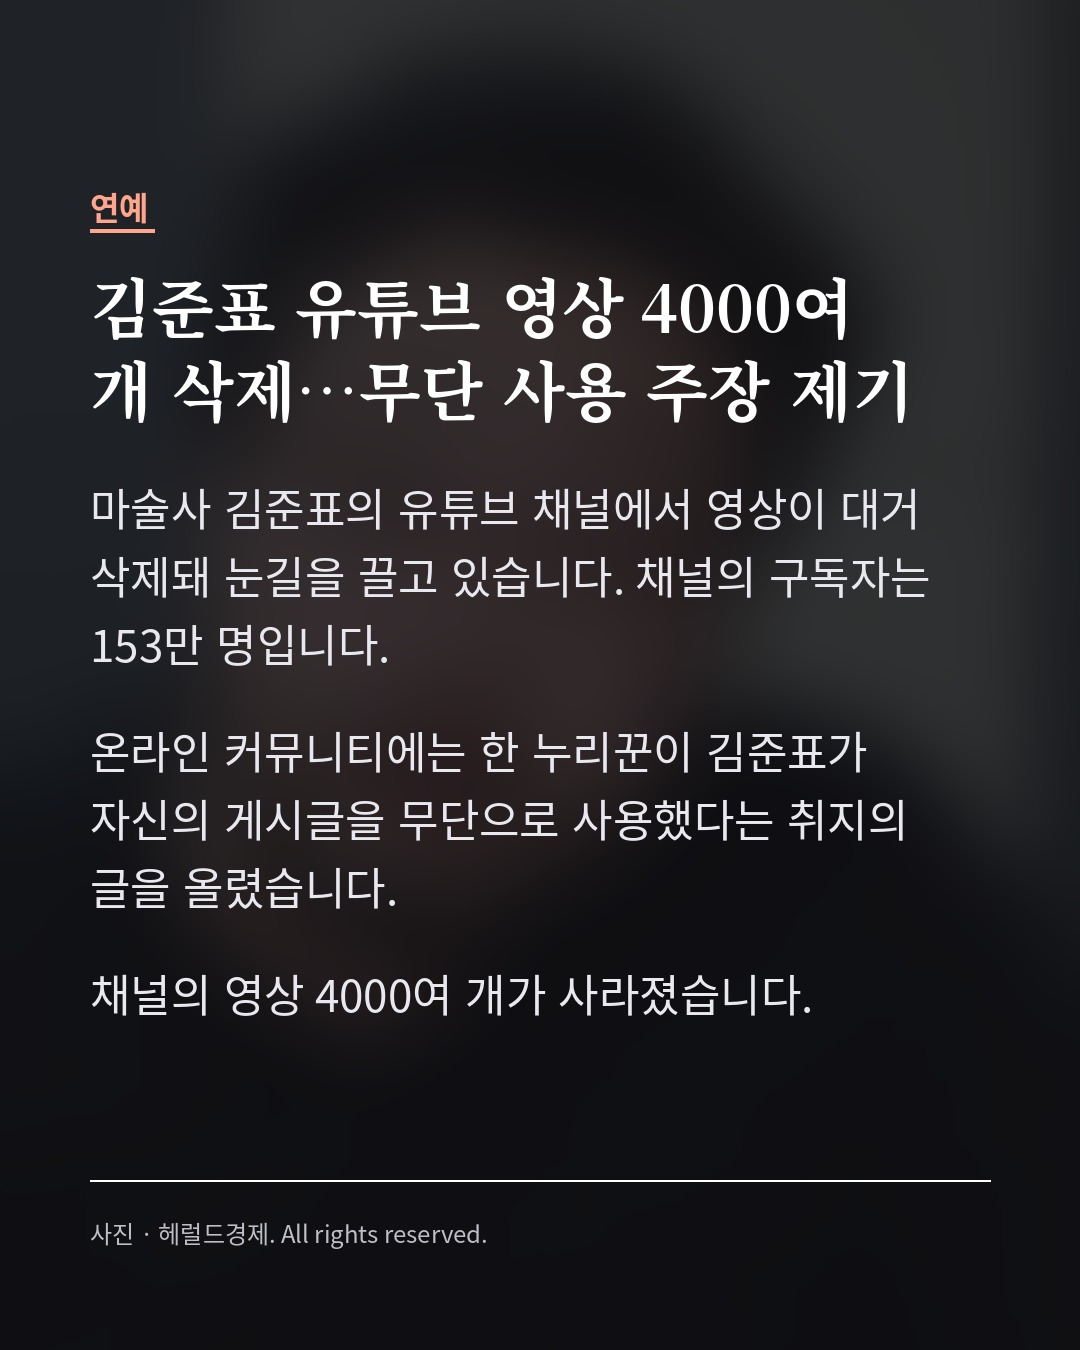 연예
김준표 유튜브 영상 4000여
개 삭제…무단 사용 주장 제기
마술사 김준표의 유튜브 채널에서 영상이 대거
삭제돼 눈길을 끌고 있습니다. 채널의 구독자는
153만 명입니다.
온라인 커뮤니티에는 한 누리꾼이 김준표가
자신의 게시글을 무단으로 사용했다는 취지의
글을 올렸습니다.
채널의 영상 4000여 개가 사라졌습니다.
사진 · 헤럴드경제. All rights reserved.